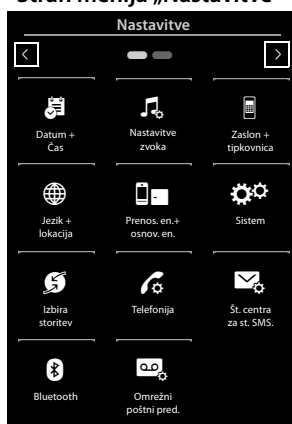 Stran menija „Nastavitve“
Nastavitve
Datum +
Čas
Nastavitve
zvoka
Zaslon +
tipkovnica
Jezik +
lokacija
Prenos. en.+
osnov. en.
Sistem
Izbira
storitev
Telefonija
Št. centra
za st. SMS.
Bluetooth
Omrežni
poštni pred.